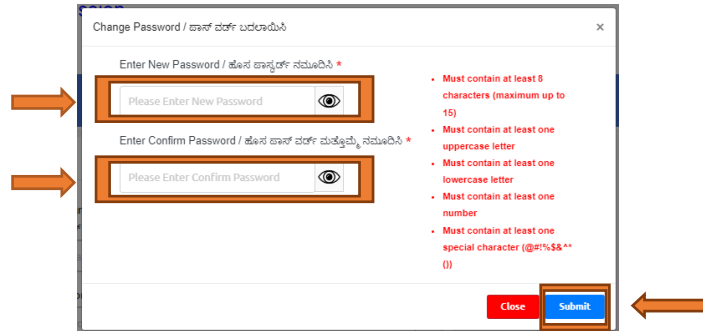 Change Password / ಪಾಸ್ ವರ್ಡ್ ಬದಲಾಯಿಸಿ
×
Enter New Password / ಹೊಸ ಪಾಸ್ವರ್ಡ್ ನಮೂದಿಸಿ *
Please Enter New Password
Enter Confirm Password / ಹೊಸ ಪಾಸ್ ವರ್ಡ್ ಮತ್ತೊಮ್ಮೆ ನಮೂದಿಸಿ *
Please Enter Confirm Password
• Must contain at least 8
characters (maximum up to
15)
• Must contain at least one
uppercase letter
• Must contain at least one
lowercase letter
• Must contain at least one
number
• Must contain at least one
special character (@#!%$&^*
())
Close
Submit